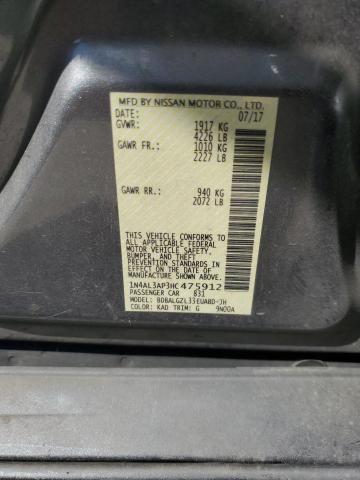 MFD BY NISSAN MOTOR CO., LTD.
DATE: 07/17
GVWR: 1917 KG
4226 LB
GAWR FR.: 1010 KG
2227 LB
GAWR RR.: 940 KG
2072 LB
THIS VEHICLE CONFORMS TO ALL
APPLICABLE FEDERAL
MOTOR VEHICLE SAFETY,
BUMPER, AND THEFT
PREVENTION STANDARDS
IN EFFECT ON THE DATE OF
MANUFACTURE SHOWN ABOVE.
1N4AL3AP3HC475912
PASSENGER CAR 831
MODEL: BDBALGZL33EUABD-JH
COLOR: KAD TRIM: G 9N00A